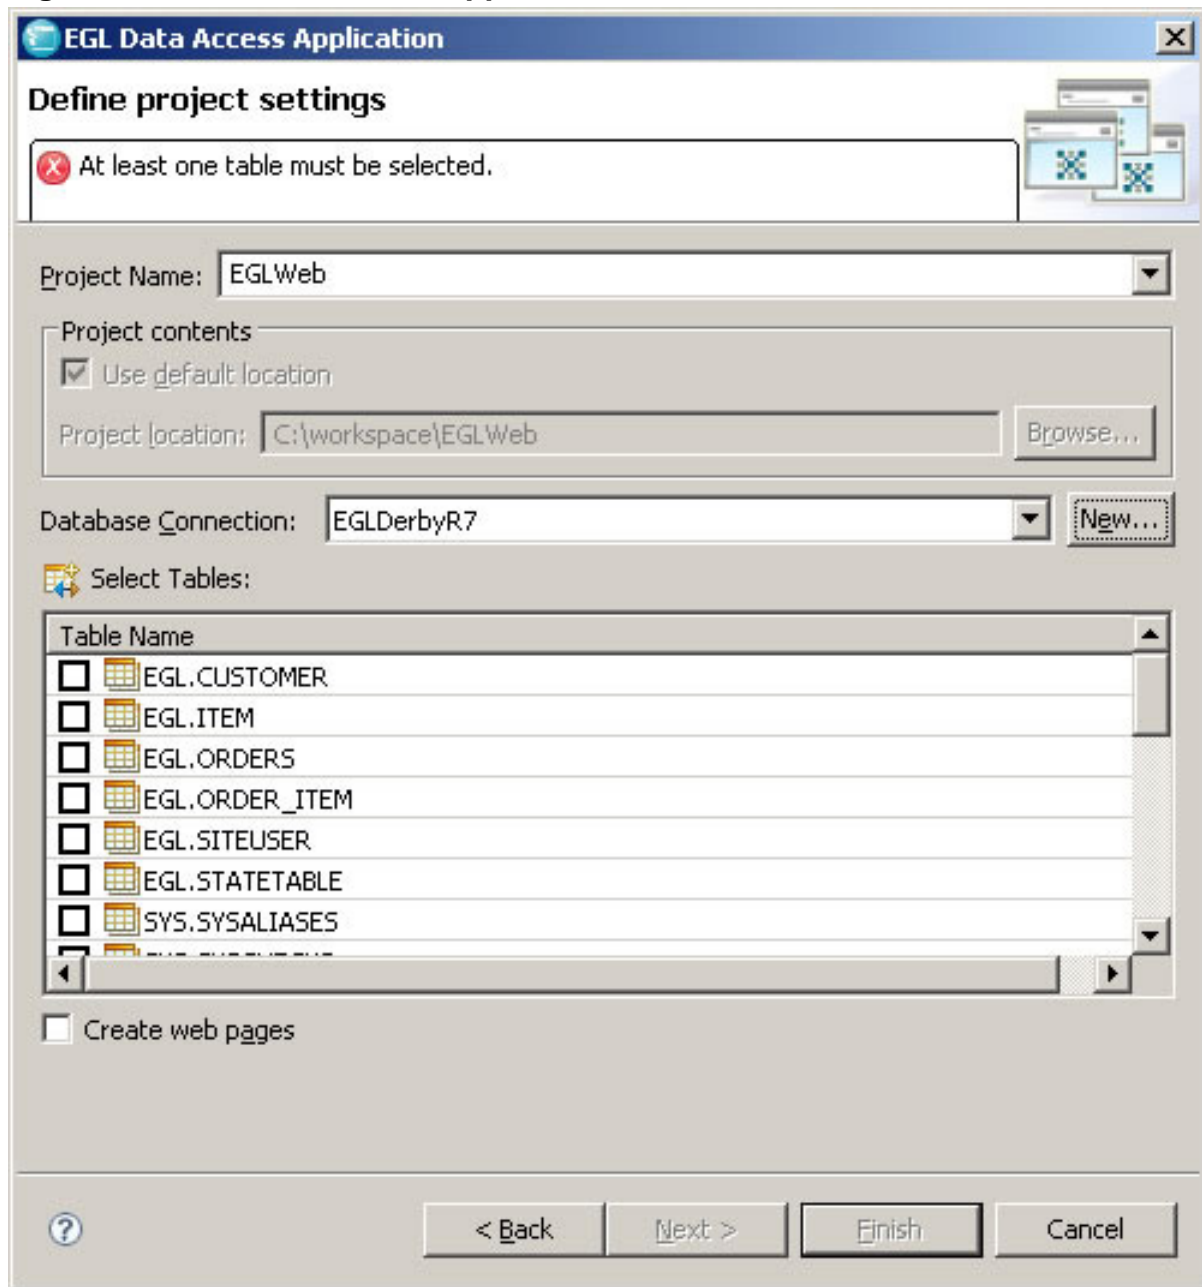 EGL Data Access Application
Define project settings
At least one table must be selected.
Project Name: EGLWeb
Project contents
Use default location
Project location: C:\workspace\EGLWeb Browse...
Database Connection: EGLDerbyR7 New...
Select Tables:
Table Name
EGL.CUSTOMER
EGL.ITEM
EGL.ORDERS
EGL.ORDER_ITEM
EGL.SITEUSER
EGL.STATETABLE
SYS.SYSALIASES
Create web pages
? < Back Next > Finish Cancel